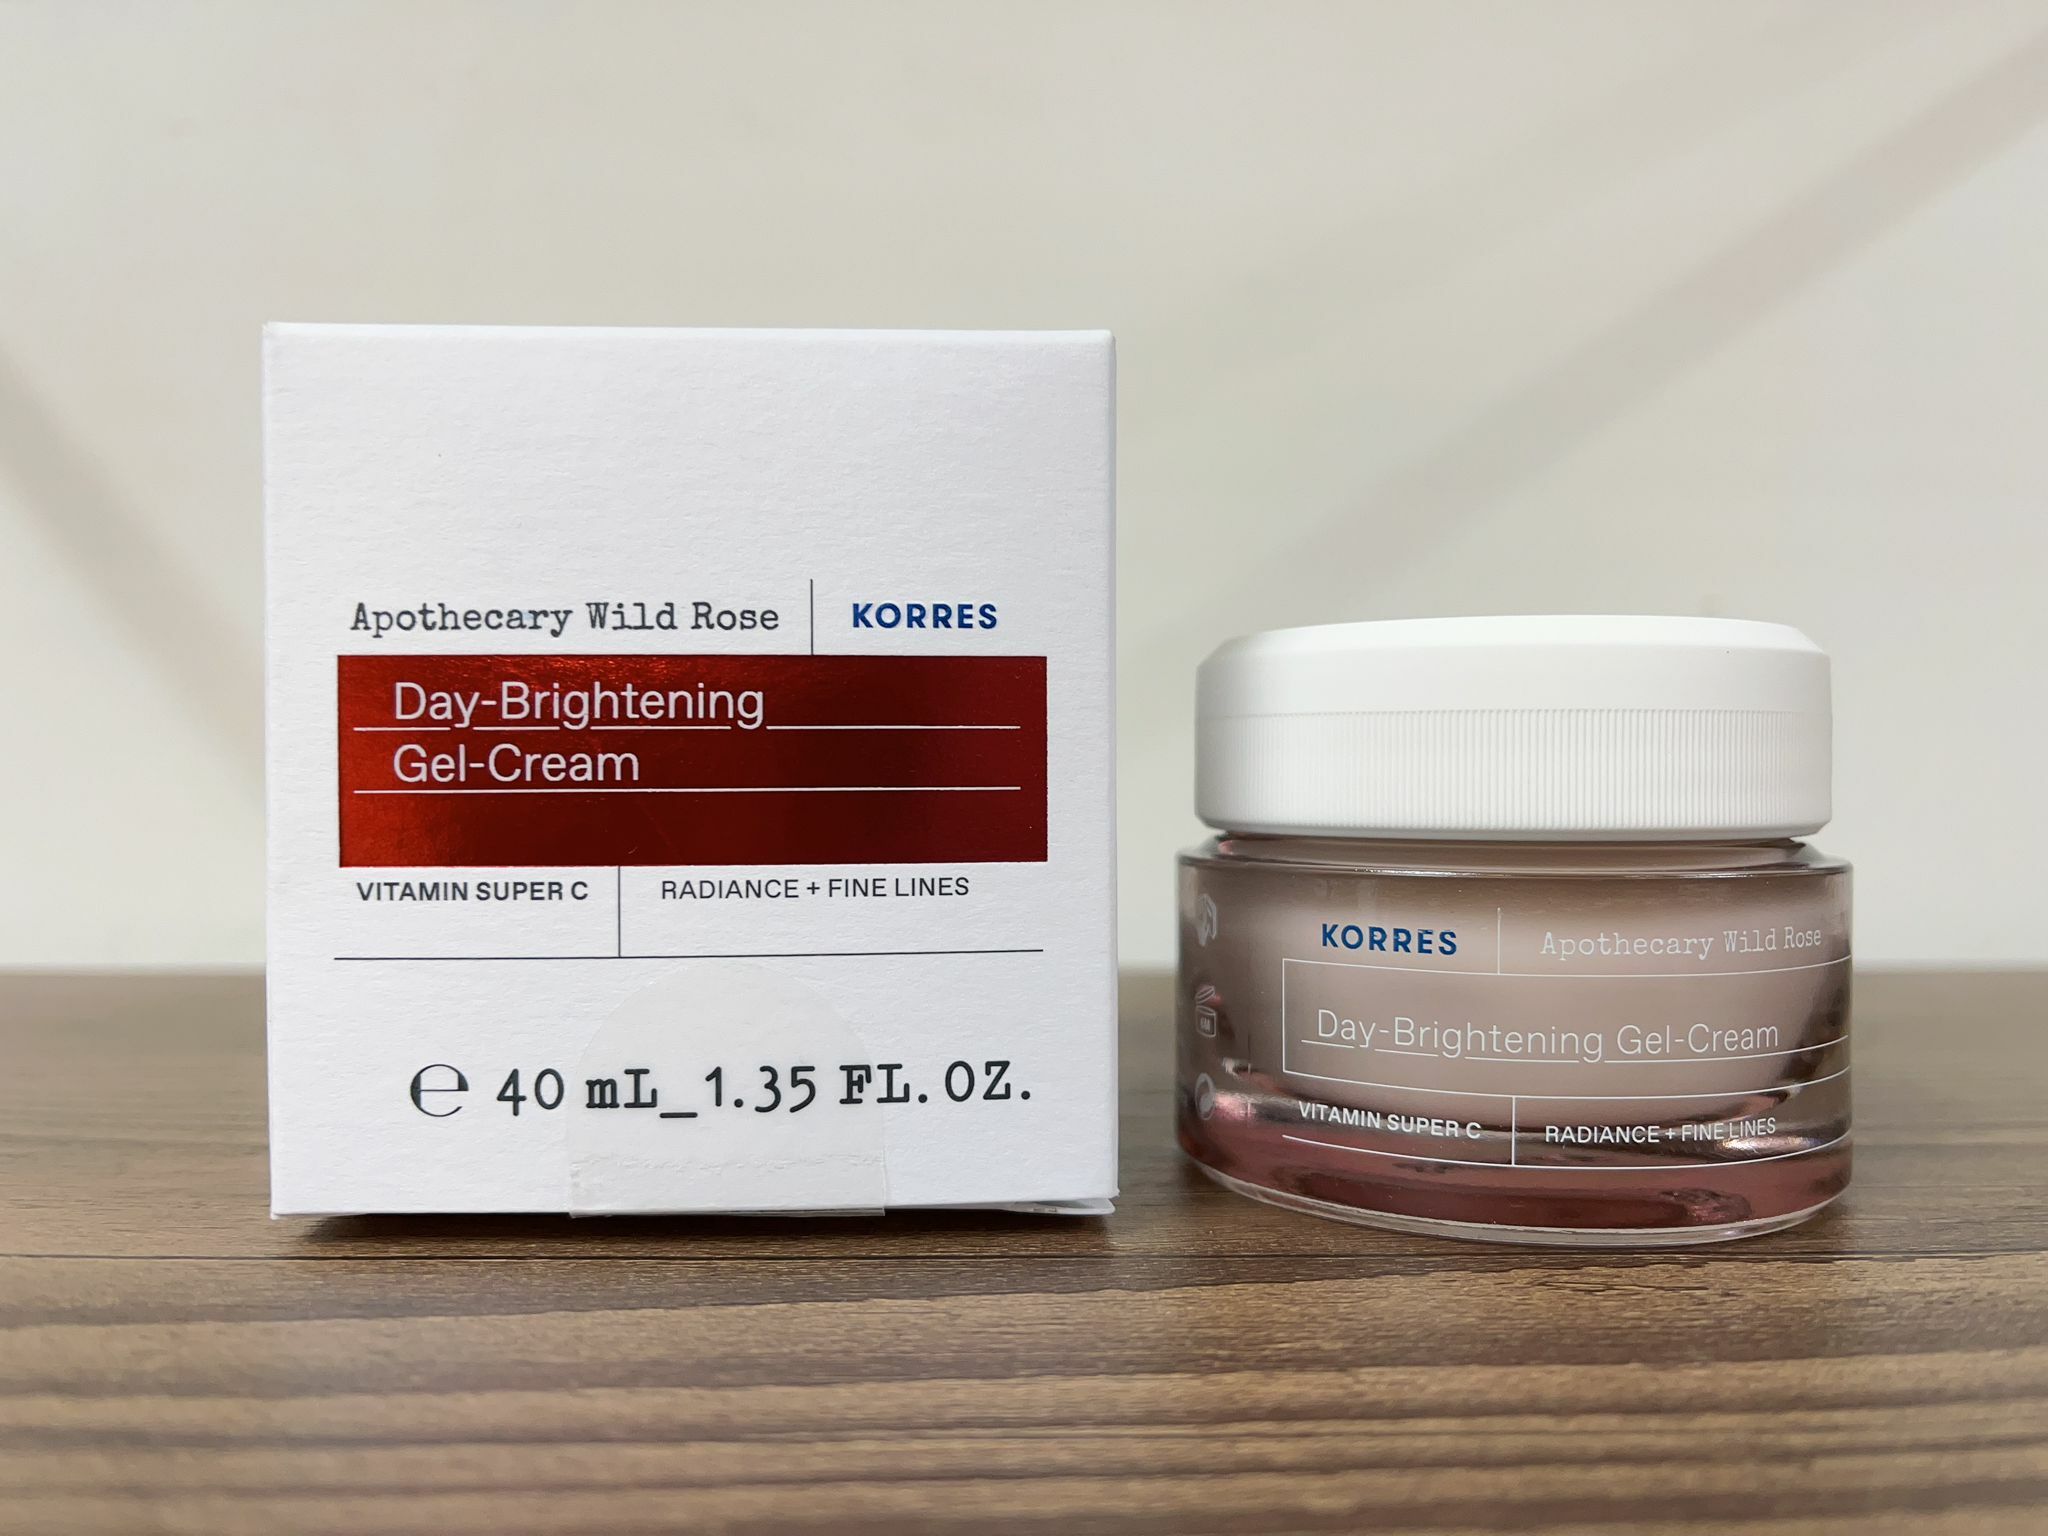 Apothecary Wild Rose KORRES
Day-Brightening
Gel-Cream
VITAMIN SUPER C RADIANCE + FINE LINES
℮ 40 mL_1.35 FL.OZ.
KORRES Apothecary Wild Rose
Day-Brightening Gel-Cream
VITAMIN SUPER C RADIANCE + FINE LINES